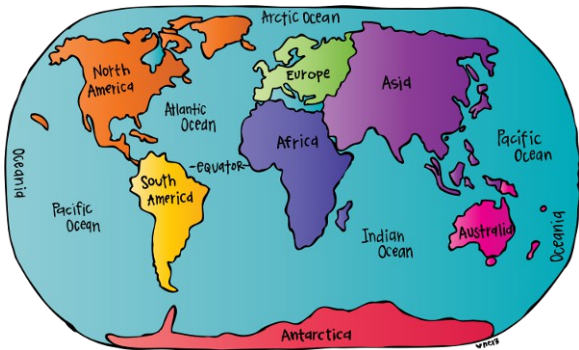 Arctic Ocean
North
America
Europe
Asia
Atlantic
Ocean
Africa
Pacific
Ocean
Oceania
-equator-
South
America
Pacific
Ocean
Indian
Ocean
Australia
Oceania
Antarctica